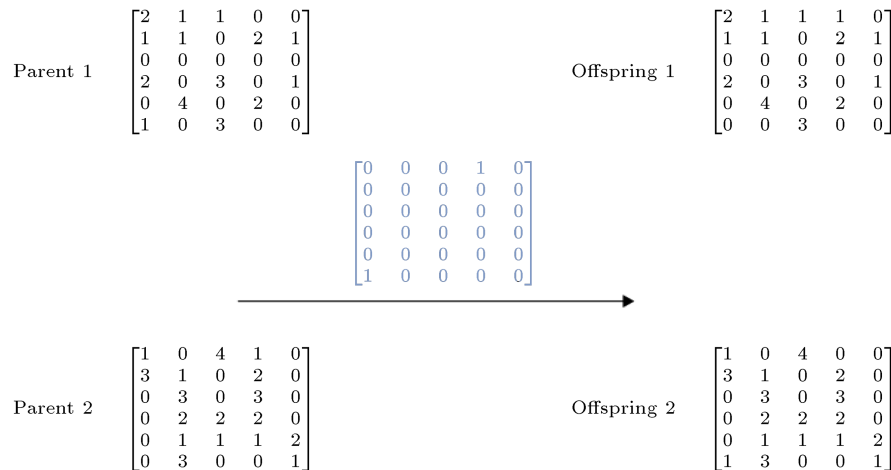 2 1 1 0 0
1 1 0 2 1
0 0 0 0 0
Parent 1 2 0 3 0 1
0 4 0 2 0
1 0 3 0 0
2 1 1 1 0
1 1 0 2 1
0 0 0 0 0
Offspring 1 2 0 3 0 1
0 4 0 2 0
0 0 3 0 0
0 0 0 1 0
0 0 0 0 0
0 0 0 0 0
0 0 0 0 0
0 0 0 0 0
1 0 0 0 0
1 0 4 1 0
3 1 0 2 0
0 3 0 3 0
Parent 2 0 2 2 2 0
0 1 1 1 2
0 3 0 0 1
1 0 4 0 0
3 1 0 2 0
0 3 0 3 0
Offspring 2 0 2 2 2 0
0 1 1 1 2
1 3 0 0 1